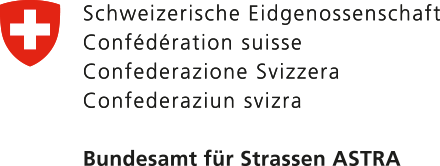 Schweizerische Eidgenossenschaft
Confédération suisse
Confederazione Svizzera
Confederaziun svizra
Bundesamt für Strassen ASTRA